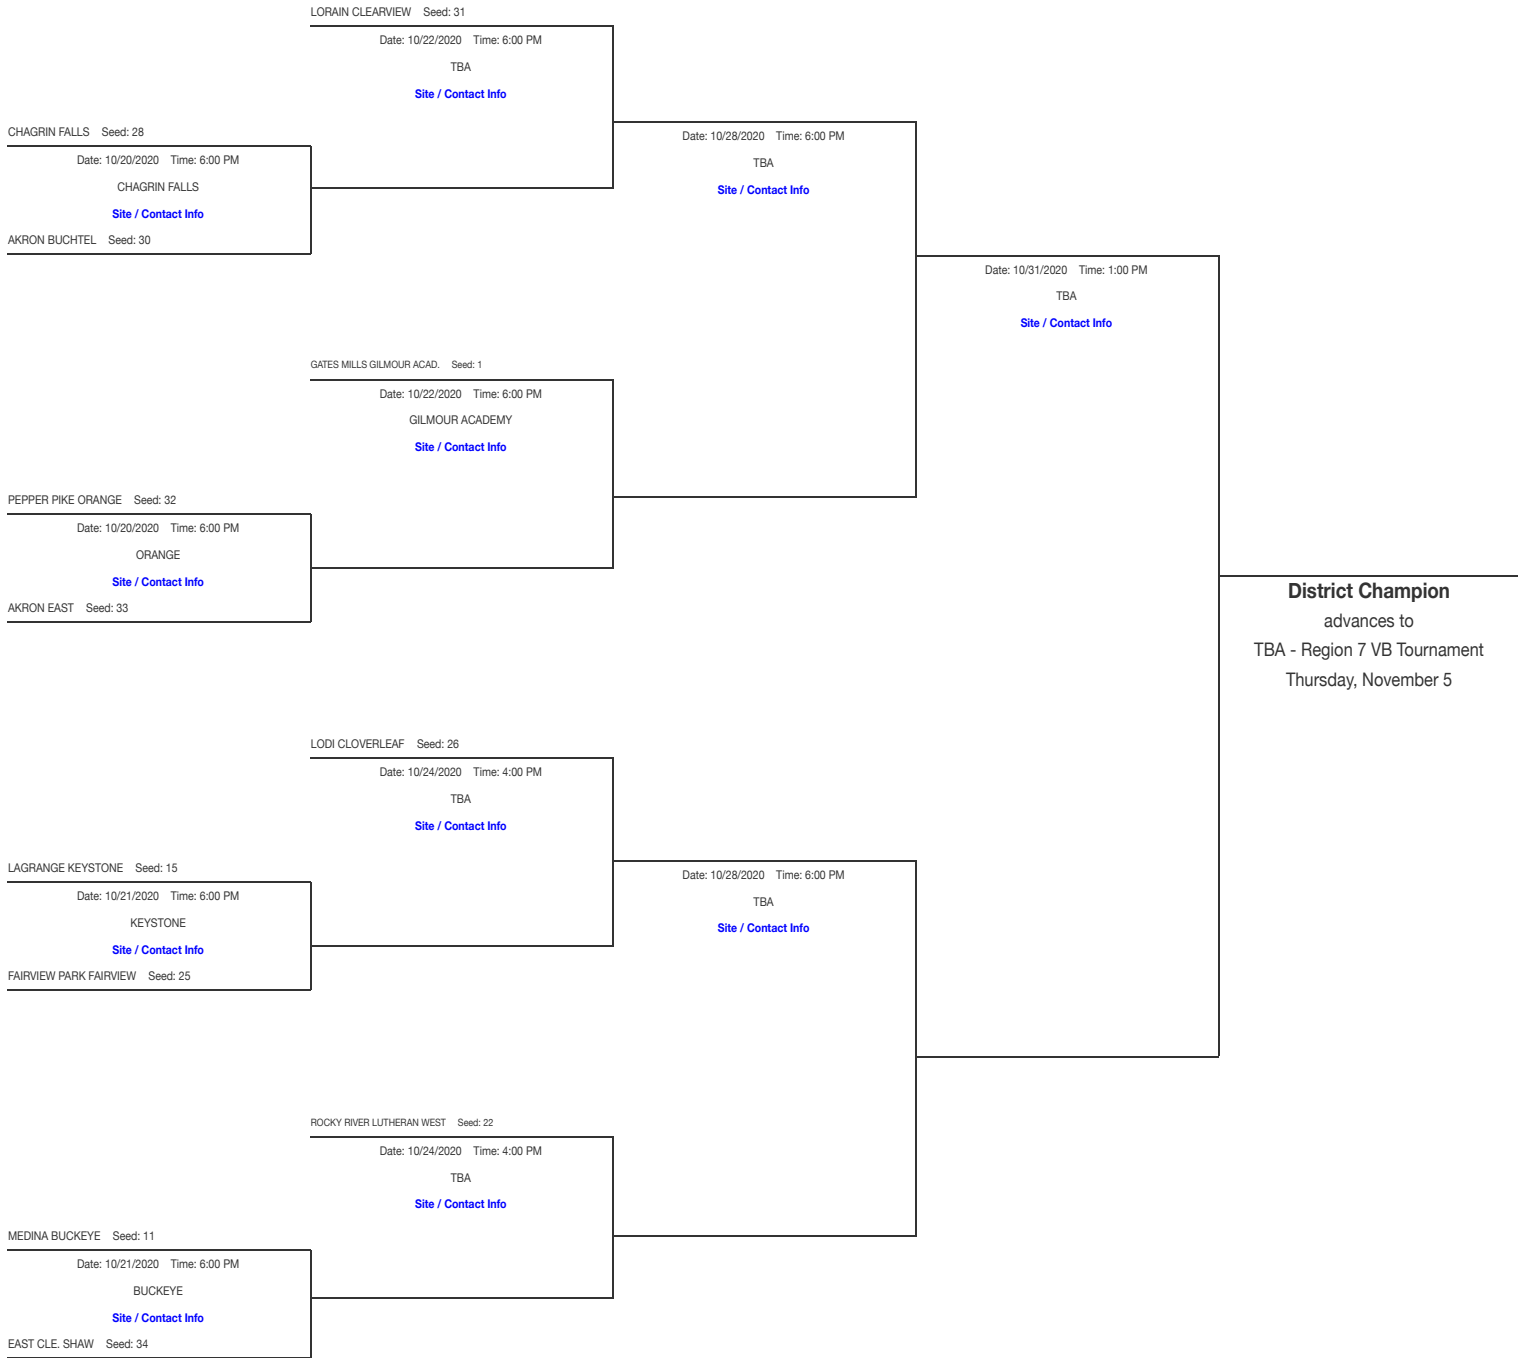 LORAIN CLEARVIEW Seed: 31
Date: 10/22/2020 Time: 6:00 PM
TBA
Site / Contact Info
CHAGRIN FALLS Seed: 28
Date: 10/20/2020 Time: 6:00 PM
CHAGRIN FALLS
Site / Contact Info
AKRON BUCHTEL Seed: 30
Date: 10/28/2020 Time: 6:00 PM
TBA
Site / Contact Info
Date: 10/31/2020 Time: 1:00 PM
TBA
Site / Contact Info
GATES MILLS GILMOUR ACAD. Seed: 1
Date: 10/22/2020 Time: 6:00 PM
GILMOUR ACADEMY
Site / Contact Info
PEPPER PIKE ORANGE Seed: 32
Date: 10/20/2020 Time: 6:00 PM
ORANGE
Site / Contact Info
AKRON EAST Seed: 33
District Champion
advances to
TBA - Region 7 VB Tournament
Thursday, November 5
LODI CLOVERLEAF Seed: 26
Date: 10/24/2020 Time: 4:00 PM
TBA
Site / Contact Info
LAGRANGE KEYSTONE Seed: 15
Date: 10/21/2020 Time: 6:00 PM
KEYSTONE
Site / Contact Info
FAIRVIEW PARK FAIRVIEW Seed: 25
Date: 10/28/2020 Time: 6:00 PM
TBA
Site / Contact Info
ROCKY RIVER LUTHERAN WEST Seed: 22
Date: 10/24/2020 Time: 4:00 PM
TBA
Site / Contact Info
MEDINA BUCKEYE Seed: 11
Date: 10/21/2020 Time: 6:00 PM
BUCKEYE
Site / Contact Info
EAST CLE. SHAW Seed: 34